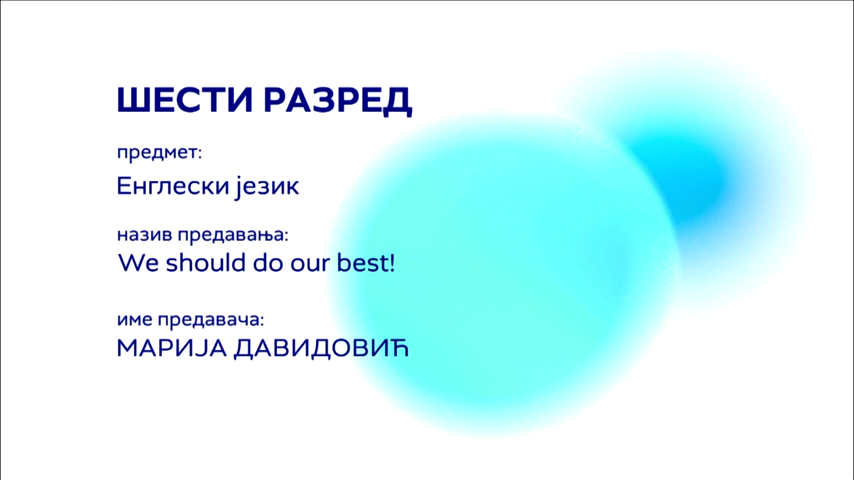 ШЕСТИ РАЗРЕД
предмет:
Енглески језик
назив предавања:
We should do our best!
име предавача:
МАРИЈА ДАВИДОВИЋ